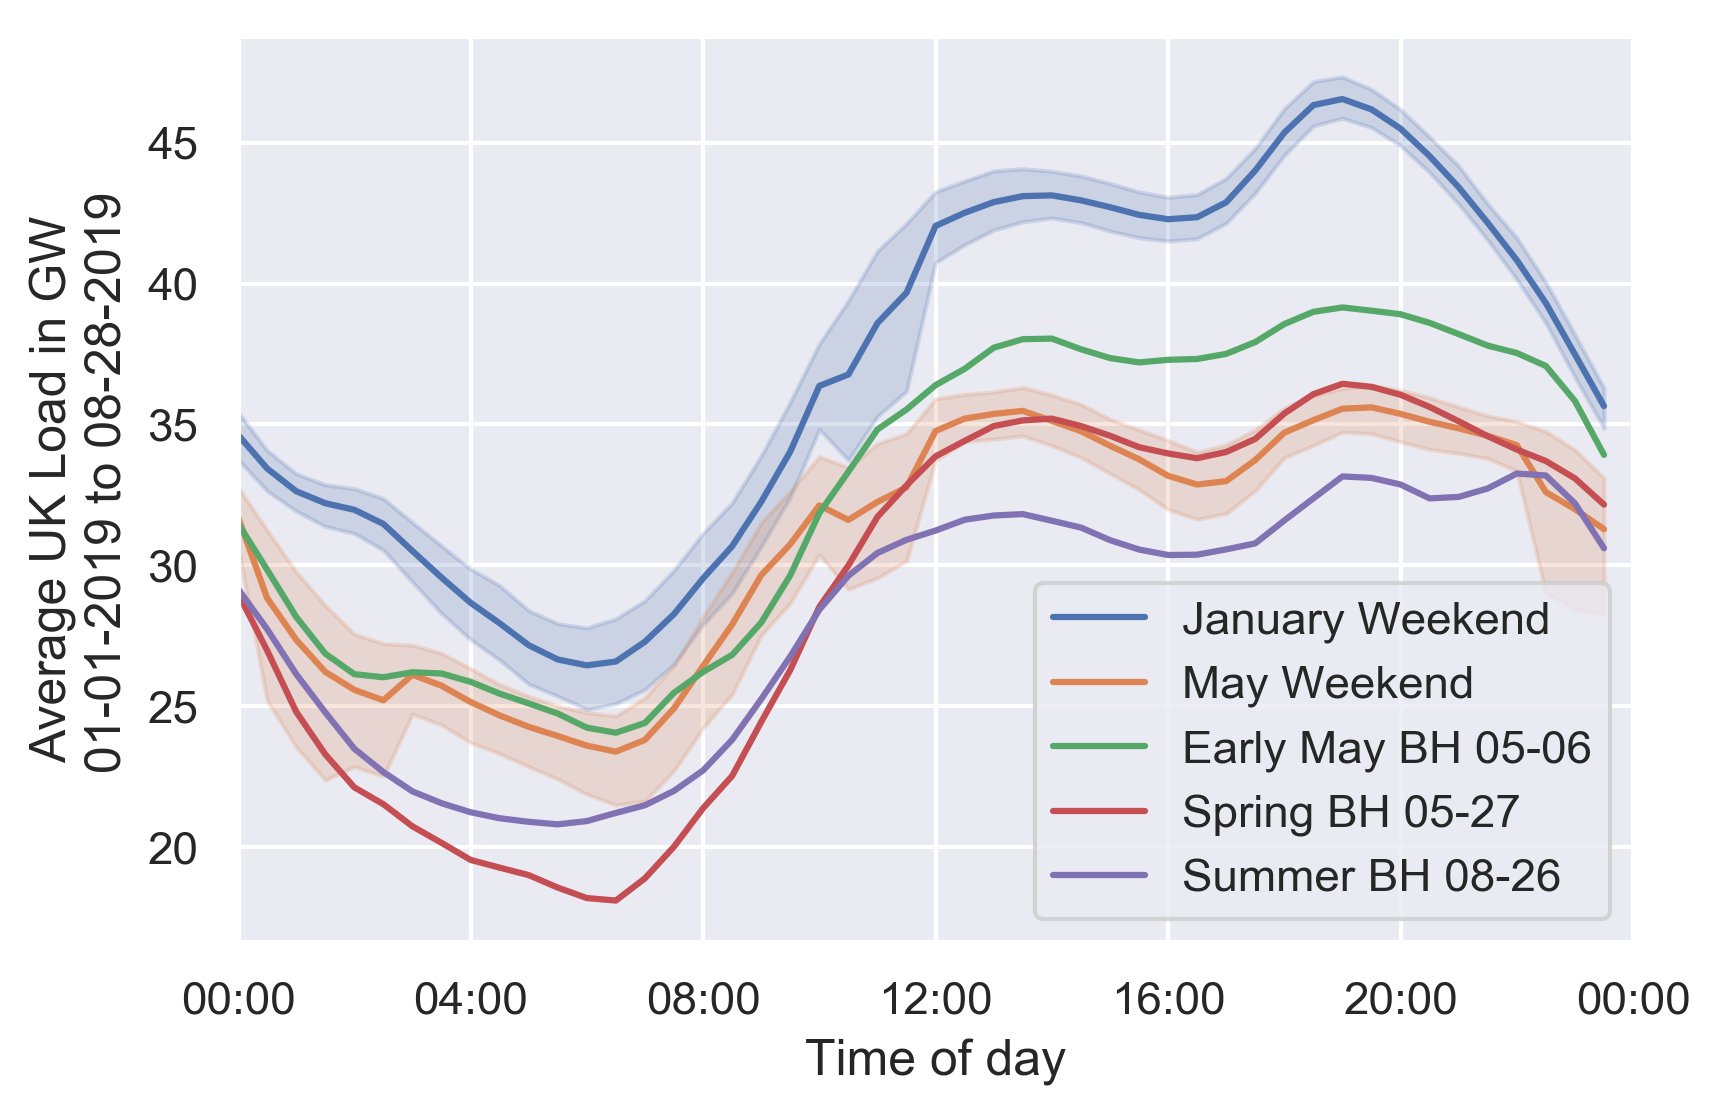 Average UK Load in GW
01-01-2019 to 08-28-2019
45
40
35
30
25
20
January Weekend
May Weekend
Early May BH 05-06
Spring BH 05-27
Summer BH 08-26
00:00 04:00 08:00 12:00 16:00 20:00 00:00
Time of day